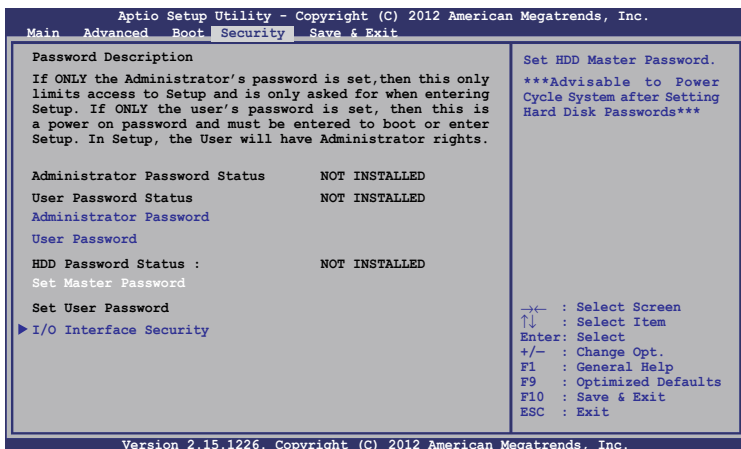 Aptio Setup Utility - Copyright (C) 2012 American Megatrends, Inc.
Main Advanced Boot Security Save & Exit
Password Description
If ONLY the Administrator's password is set,then this only
limits access to Setup and is only asked for when entering
Setup. If ONLY the user's password is set, then this is
a power on password and must be entered to boot or enter
Setup. In Setup, the User will have Administrator rights.
Administrator Password Status NOT INSTALLED
User Password Status NOT INSTALLED
Administrator Password
User Password
HDD Password Status : NOT INSTALLED
Set Master Password
Set User Password
I/O Interface Security
Set HDD Master Password.
***Advisable to Power
Cycle System after Setting
Hard Disk Passwords***
→← : Select Screen
↑↓ : Select Item
Enter: Select
+/— : Change Opt.
F1 : General Help
F9 : Optimized Defaults
F10 : Save & Exit
ESC : Exit
Version 2.15.1226. Copyright (C) 2012 American Megatrends, Inc.